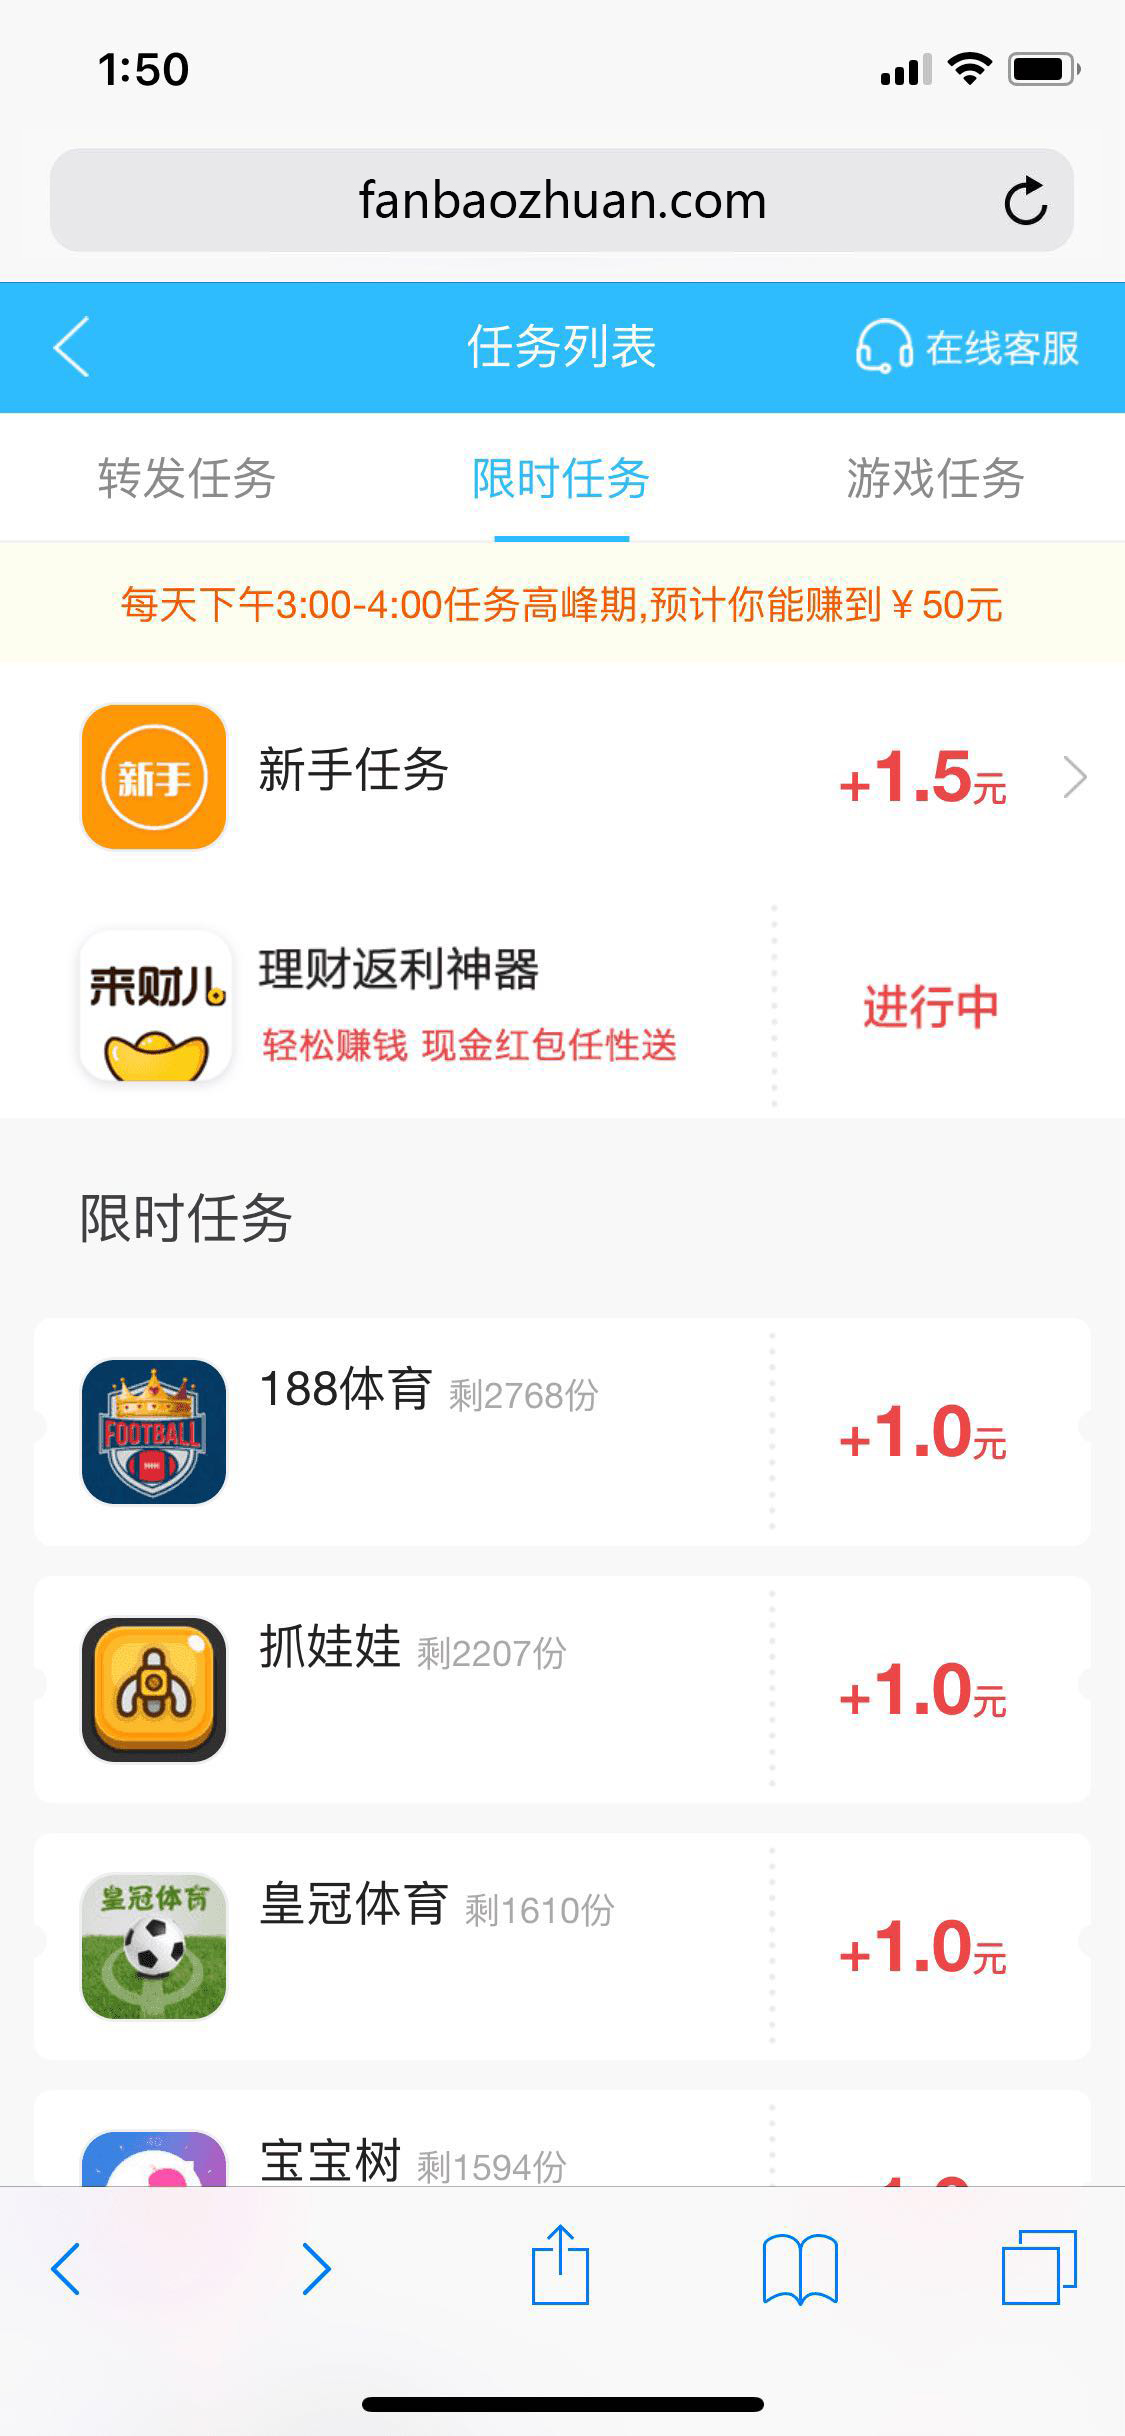 1:50
fanbaozhuan.com
任务列表
在线客服
转发任务 限时任务 游戏任务
每天下午3:00-4:00任务高峰期,预计你能赚到￥50元
新手
新手任务
+1.5元
来财儿
理财返利神器
轻松赚钱 现金红包任性送
进行中
限时任务
FOOTBALL
188体育 剩2768份
+1.0元
抓娃娃 剩2207份
+1.0元
皇冠体育
皇冠体育 剩1610份
+1.0元
宝宝树 剩1594份